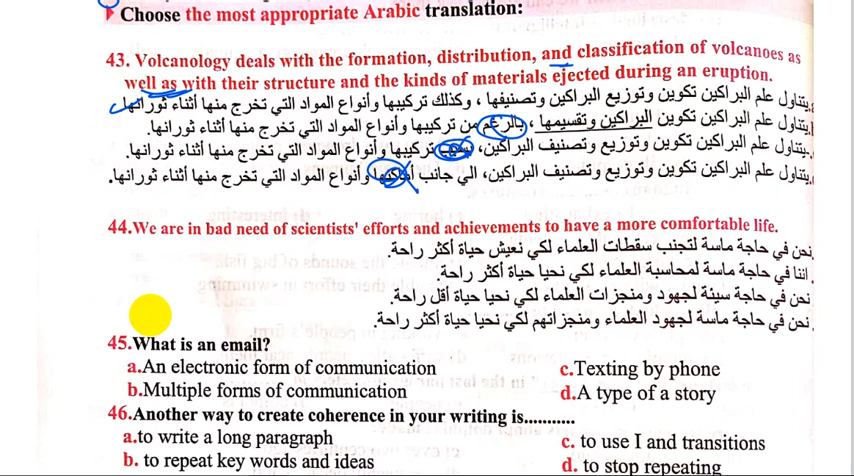 Choose the most appropriate Arabic translation:
43. Volcanology deals with the formation, distribution, and classification of volcanoes as
well as with their structure and the kinds of materials ejected during an eruption.
يتناول علم البراكين تكوين وتوزيع البراكين وتصنيفها ، وكذلك تركيبها وأنواع المواد التي تخرج منها أثناء ثورانها.
يتناول علم البراكين تكوين البراكين وتقسيمها ، بالرغم من تركيبها وأنواع المواد التي تخرج منها أثناء ثورانها.
يتناول علم البراكين تكوين وتوزيع وتصنيف البراكين، بسبب تركيبها وأنواع المواد التي تخرج منها أثناء ثورانها.
يتناول علم البراكين تكوين وتوزيع وتصنيف البراكين، الي جانب أماكنها وأنواع المواد التي تخرج منها أثناء ثورانها.
44.We are in bad need of scientists' efforts and achievements to have a more comfortable life.
نحن في حاجة ماسة لتجنب سقطات العلماء لكي نعيش حياة أكثر راحة.
اننا في حاجة ماسة لمحاسبة العلماء لكي نحيا حياة أكثر راحة.
نحن في حاجة سيئة لجهود ومنجزات العلماء لكي نحيا حياة أقل راحة.
نحن في حاجة ماسة لجهود العلماء ومنجزاتهم لكي نحيا حياة أكثر راحة.
45.What is an email?
a.An electronic form of communication
c.Texting by phone
b.Multiple forms of communication
d.A type of a story
46.Another way to create coherence in your writing is...........
a.to write a long paragraph
c. to use I and transitions
b. to repeat key words and ideas
d. to stop repeating